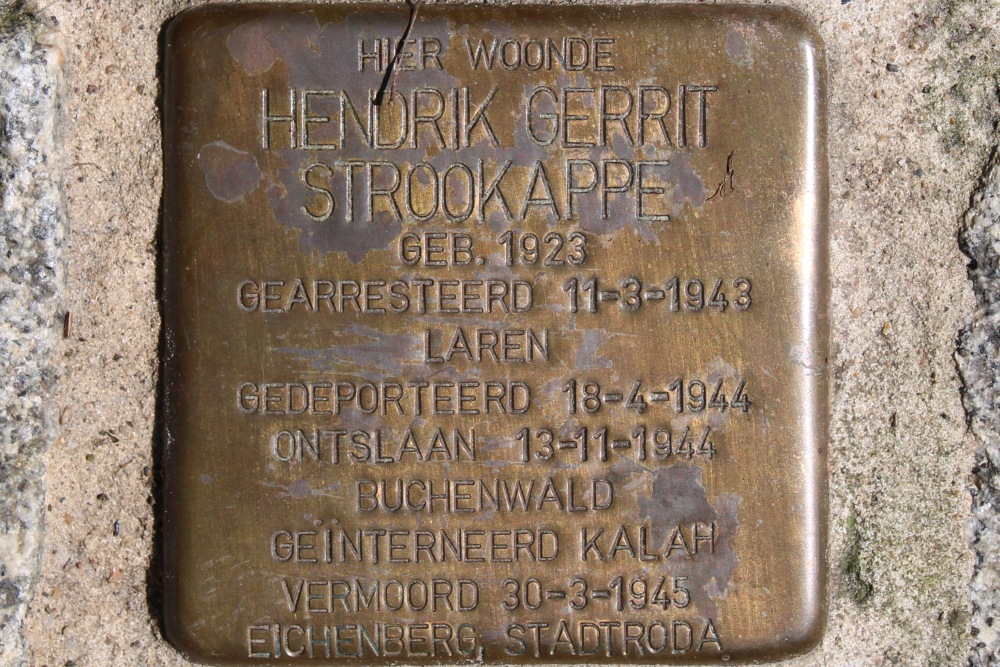 HIER WOONDE
HENDRIK GERRIT
STROOKAPPE
GEB. 1923
GEARRESTEERD 11-3-1943
LAREN
GEDEPORTEERD 18-4-1944
ONTSLAAN 13-11-1944
BUCHENWALD
GEÏNTERNEERD KALAH
VERMOORD 30-3-1945
EICHENBERG, STADTRODA